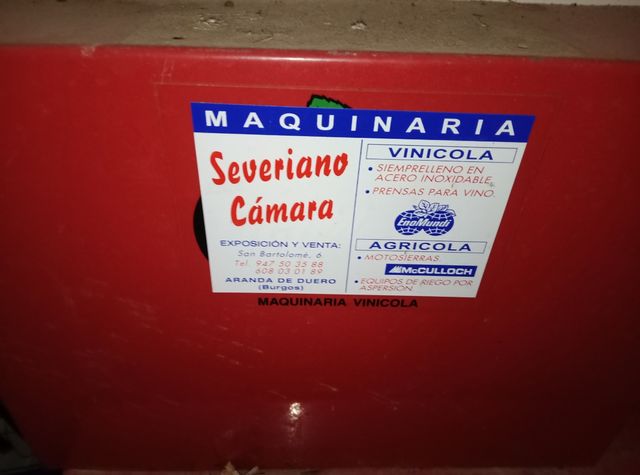 MAQUINARIA
Severiano
Cámara
EXPOSICIÓN Y VENTA:
San Bartolomé, 6
Tel. 947 50 35 88
608 03 01 89
ARANDA DE DUERO
(Burgos)
VINICOLA
• SIEMPRELLENO EN
ACERO INOXIDABLE
• PRENSAS PARA VINO.
EnoMundi
AGRICOLA
• MOTOSIERRAS
McCULLOCH
• EQUIPOS DE RIEGO POR
ASPERSION.
MAQUINARIA VINICOLA